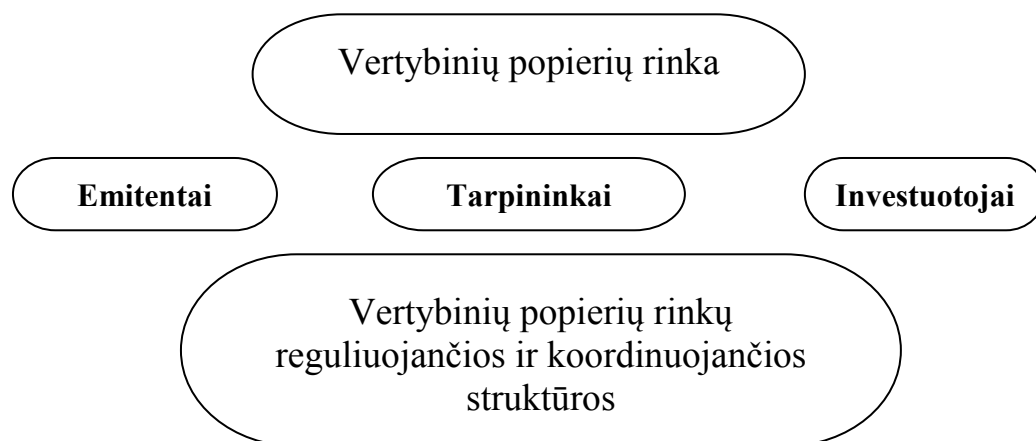 Vertybinių popierių rinka
Emitentai
Tarpininkai
Investuotojai
Vertybinių popierių rinkų
reguliuojančios ir koordinuojančios
struktūros